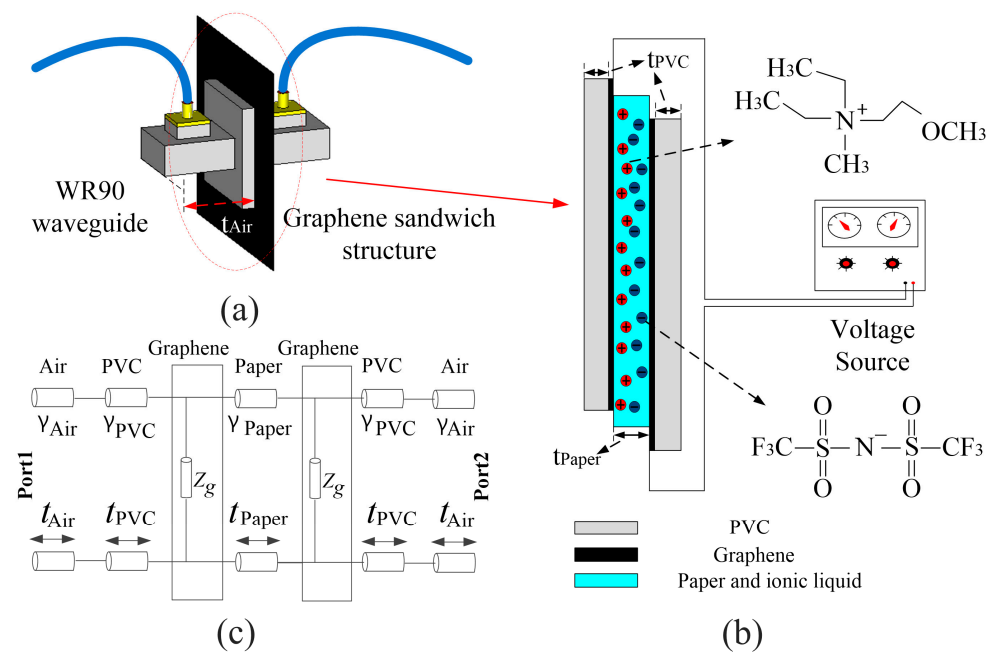 (a)
WR90
waveguide
tAir
Graphene sandwich
structure
(b)
tPVC
tPaper
+
−
H3C
H3C
N+
CH3
OCH3
Voltage
Source
O O
F3C S N− S CF3
O O
PVC
Graphene
Paper and ionic liquid
(c)
Graphene Graphene
Air PVC Paper PVC Air
γAir γPVC γPaper γPVC γAir
Port1 Zg Zg Port2
tAir tPVC tPaper tPVC tAir